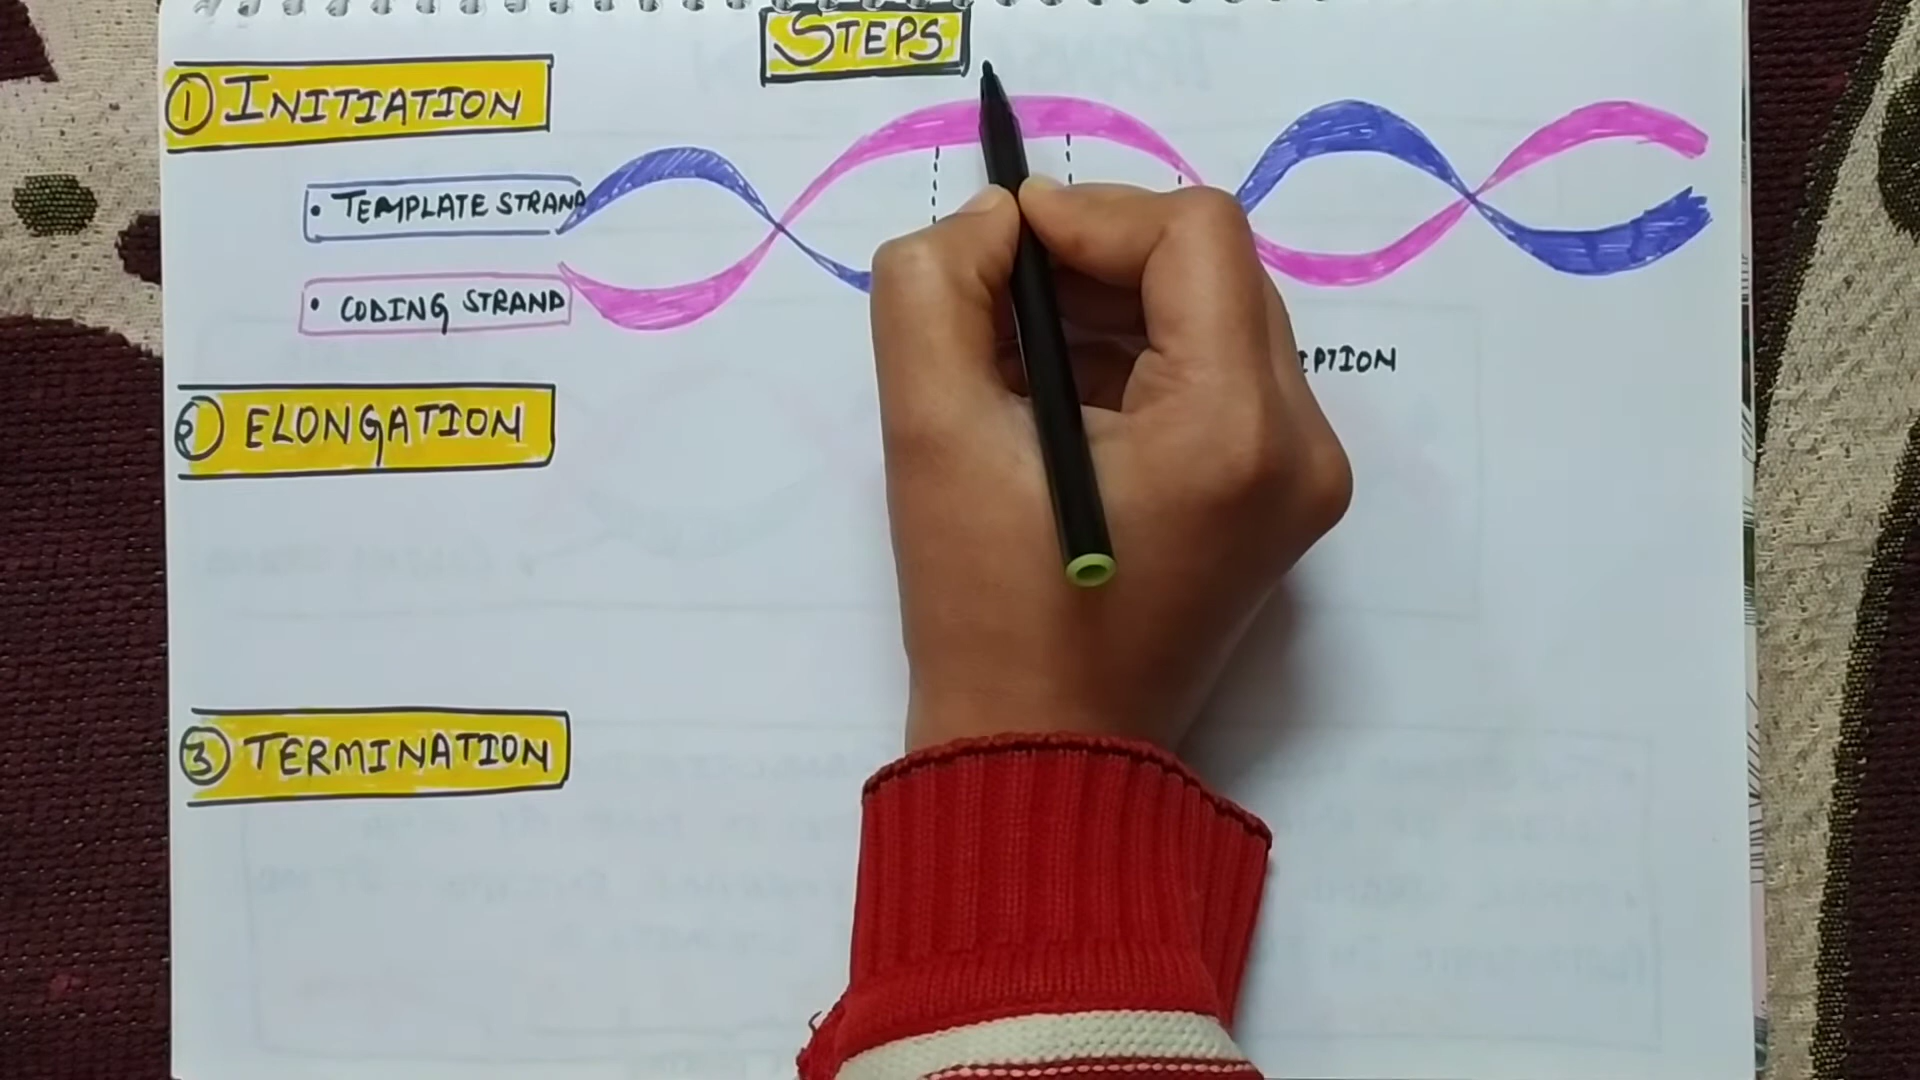 STEPS
① INITIATION
• TEMPLATE STRAND
• CODING STRAND
② ELONGATION
③ TERMINATION